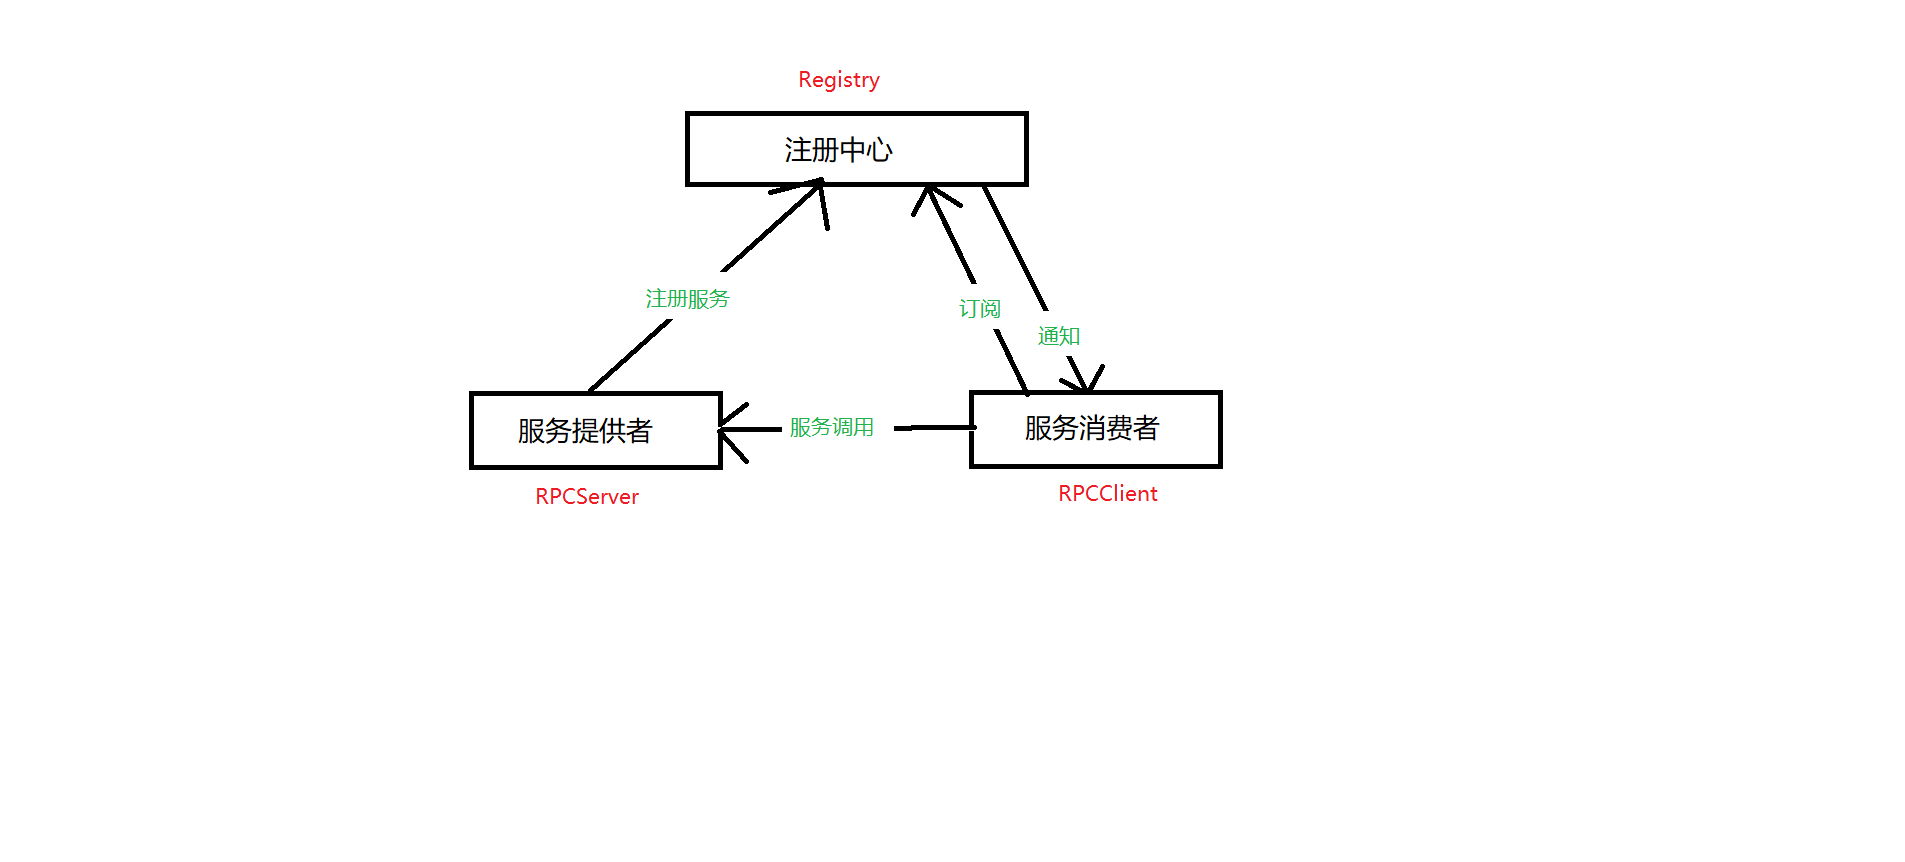 Registry
注册中心
注册服务
订阅
通知
服务提供者
服务调用
服务消费者
RPCServer
RPCClient